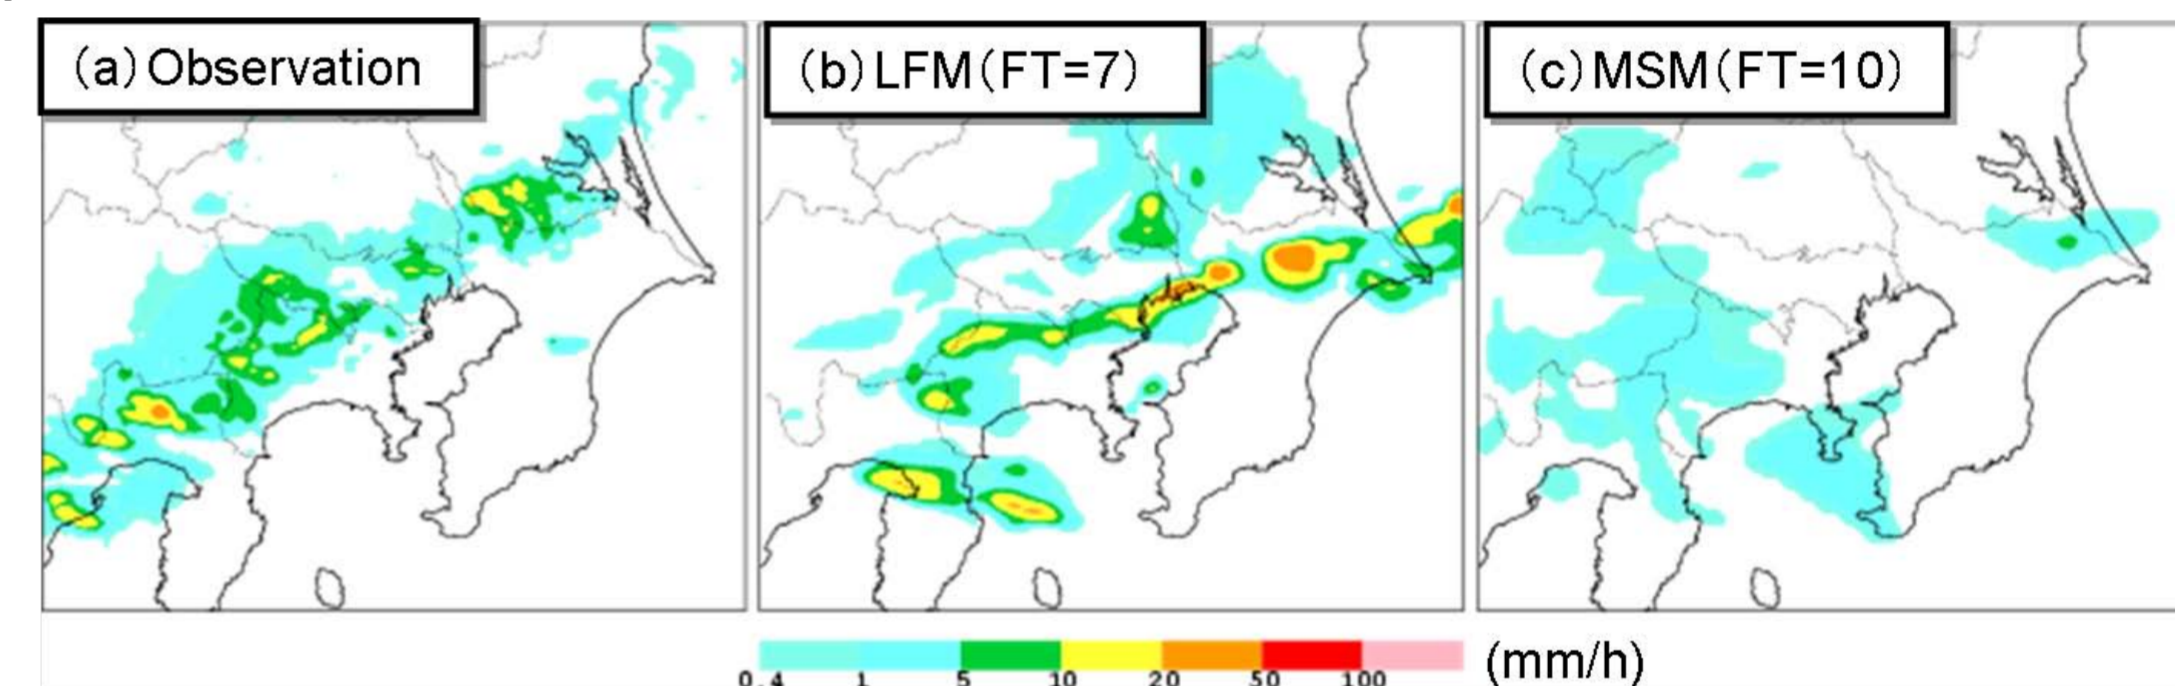 (a)Observation
(b)LFM(FT=7)
(c)MSM(FT=10)
0.4 1 5 10 20 50 100 (mm/h)